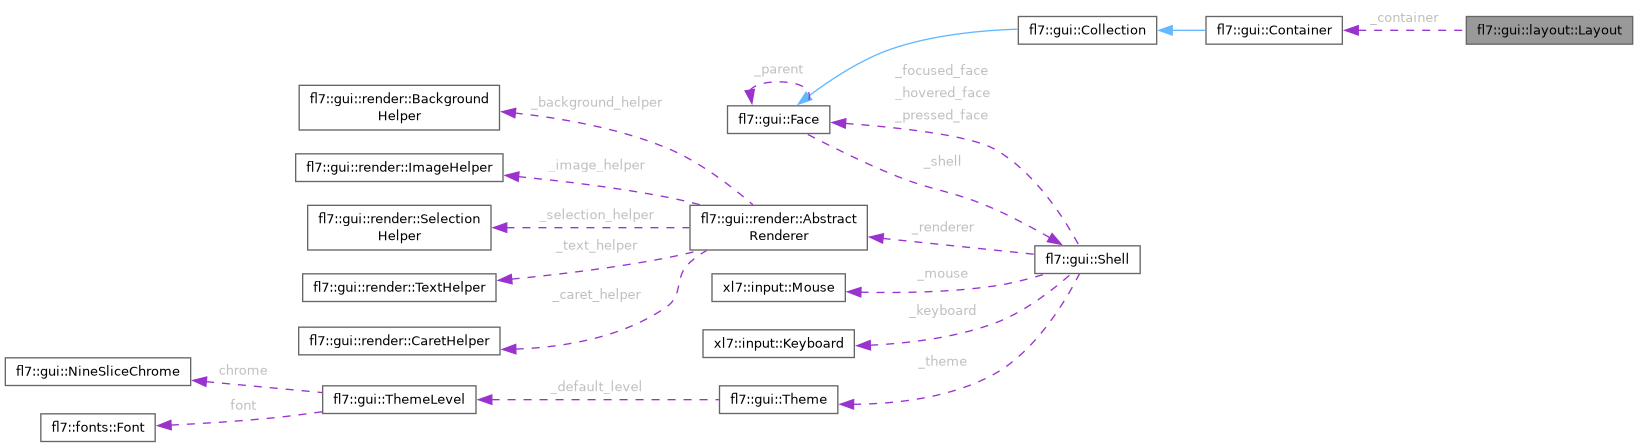 _container
fl7::gui::Collection
fl7::gui::Container
fl7::gui::layout::Layout
_parent
_focused_face
_hovered_face
_pressed_face
fl7::gui::render::Background
Helper
_background_helper
fl7::gui::Face
_shell
fl7::gui::render::ImageHelper
_image_helper
fl7::gui::render::Selection
Helper
_selection_helper
fl7::gui::render::Abstract
Renderer
_renderer
_text_helper
fl7::gui::Shell
fl7::gui::render::TextHelper
_caret_helper
xl7::input::Mouse
_mouse
_keyboard
fl7::gui::render::CaretHelper
xl7::input::Keyboard
_theme
fl7::gui::NineSliceChrome
chrome
_default_level
fl7::gui::ThemeLevel
fl7::gui::Theme
font
fl7::fonts::Font